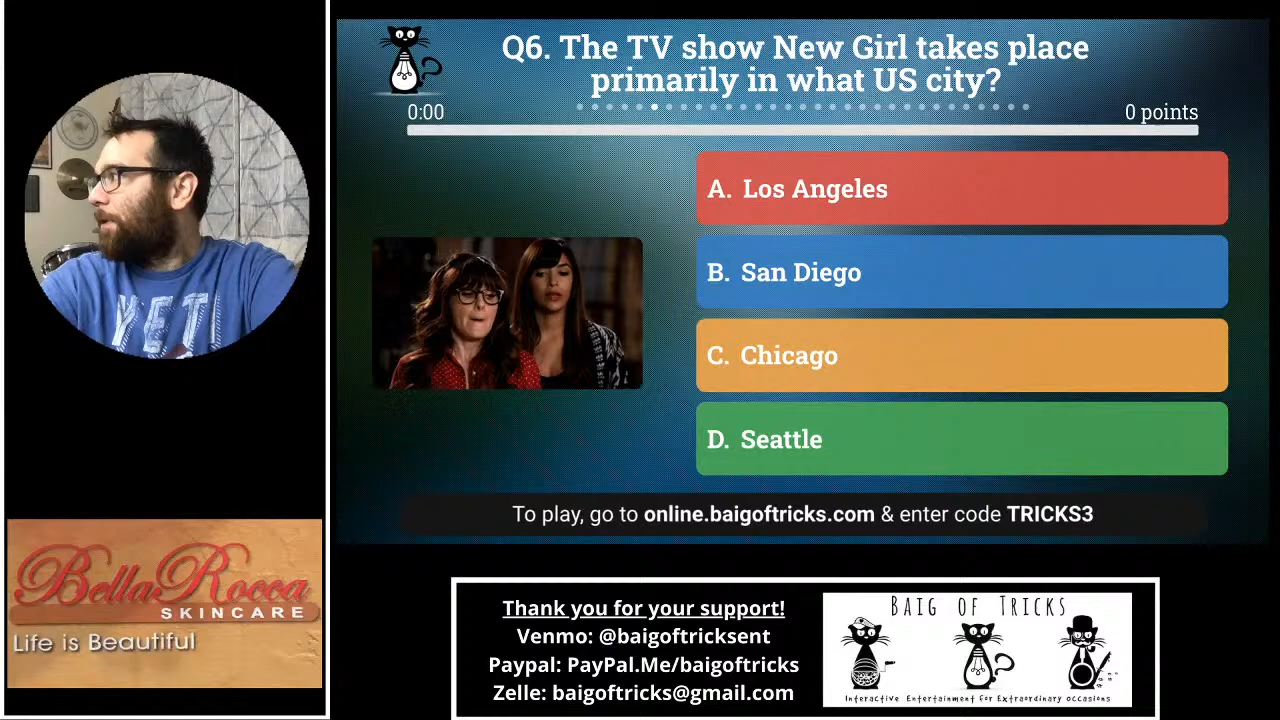 Q6. The TV show New Girl takes place
primarily in what US city?
0:00
0 points
A. Los Angeles
B. San Diego
C. Chicago
D. Seattle
To play, go to online.baigoftricks.com & enter code TRICKS3
YET
BellaRocca
SKINCARE
Life is Beautiful
Thank you for your support!
Venmo: @baigoftricksent
Paypal: PayPal.Me/baigoftricks
Zelle: baigoftricks@gmail.com
BAIG OF TRICKS
Interactive Entertainment for Extraordinary occasions